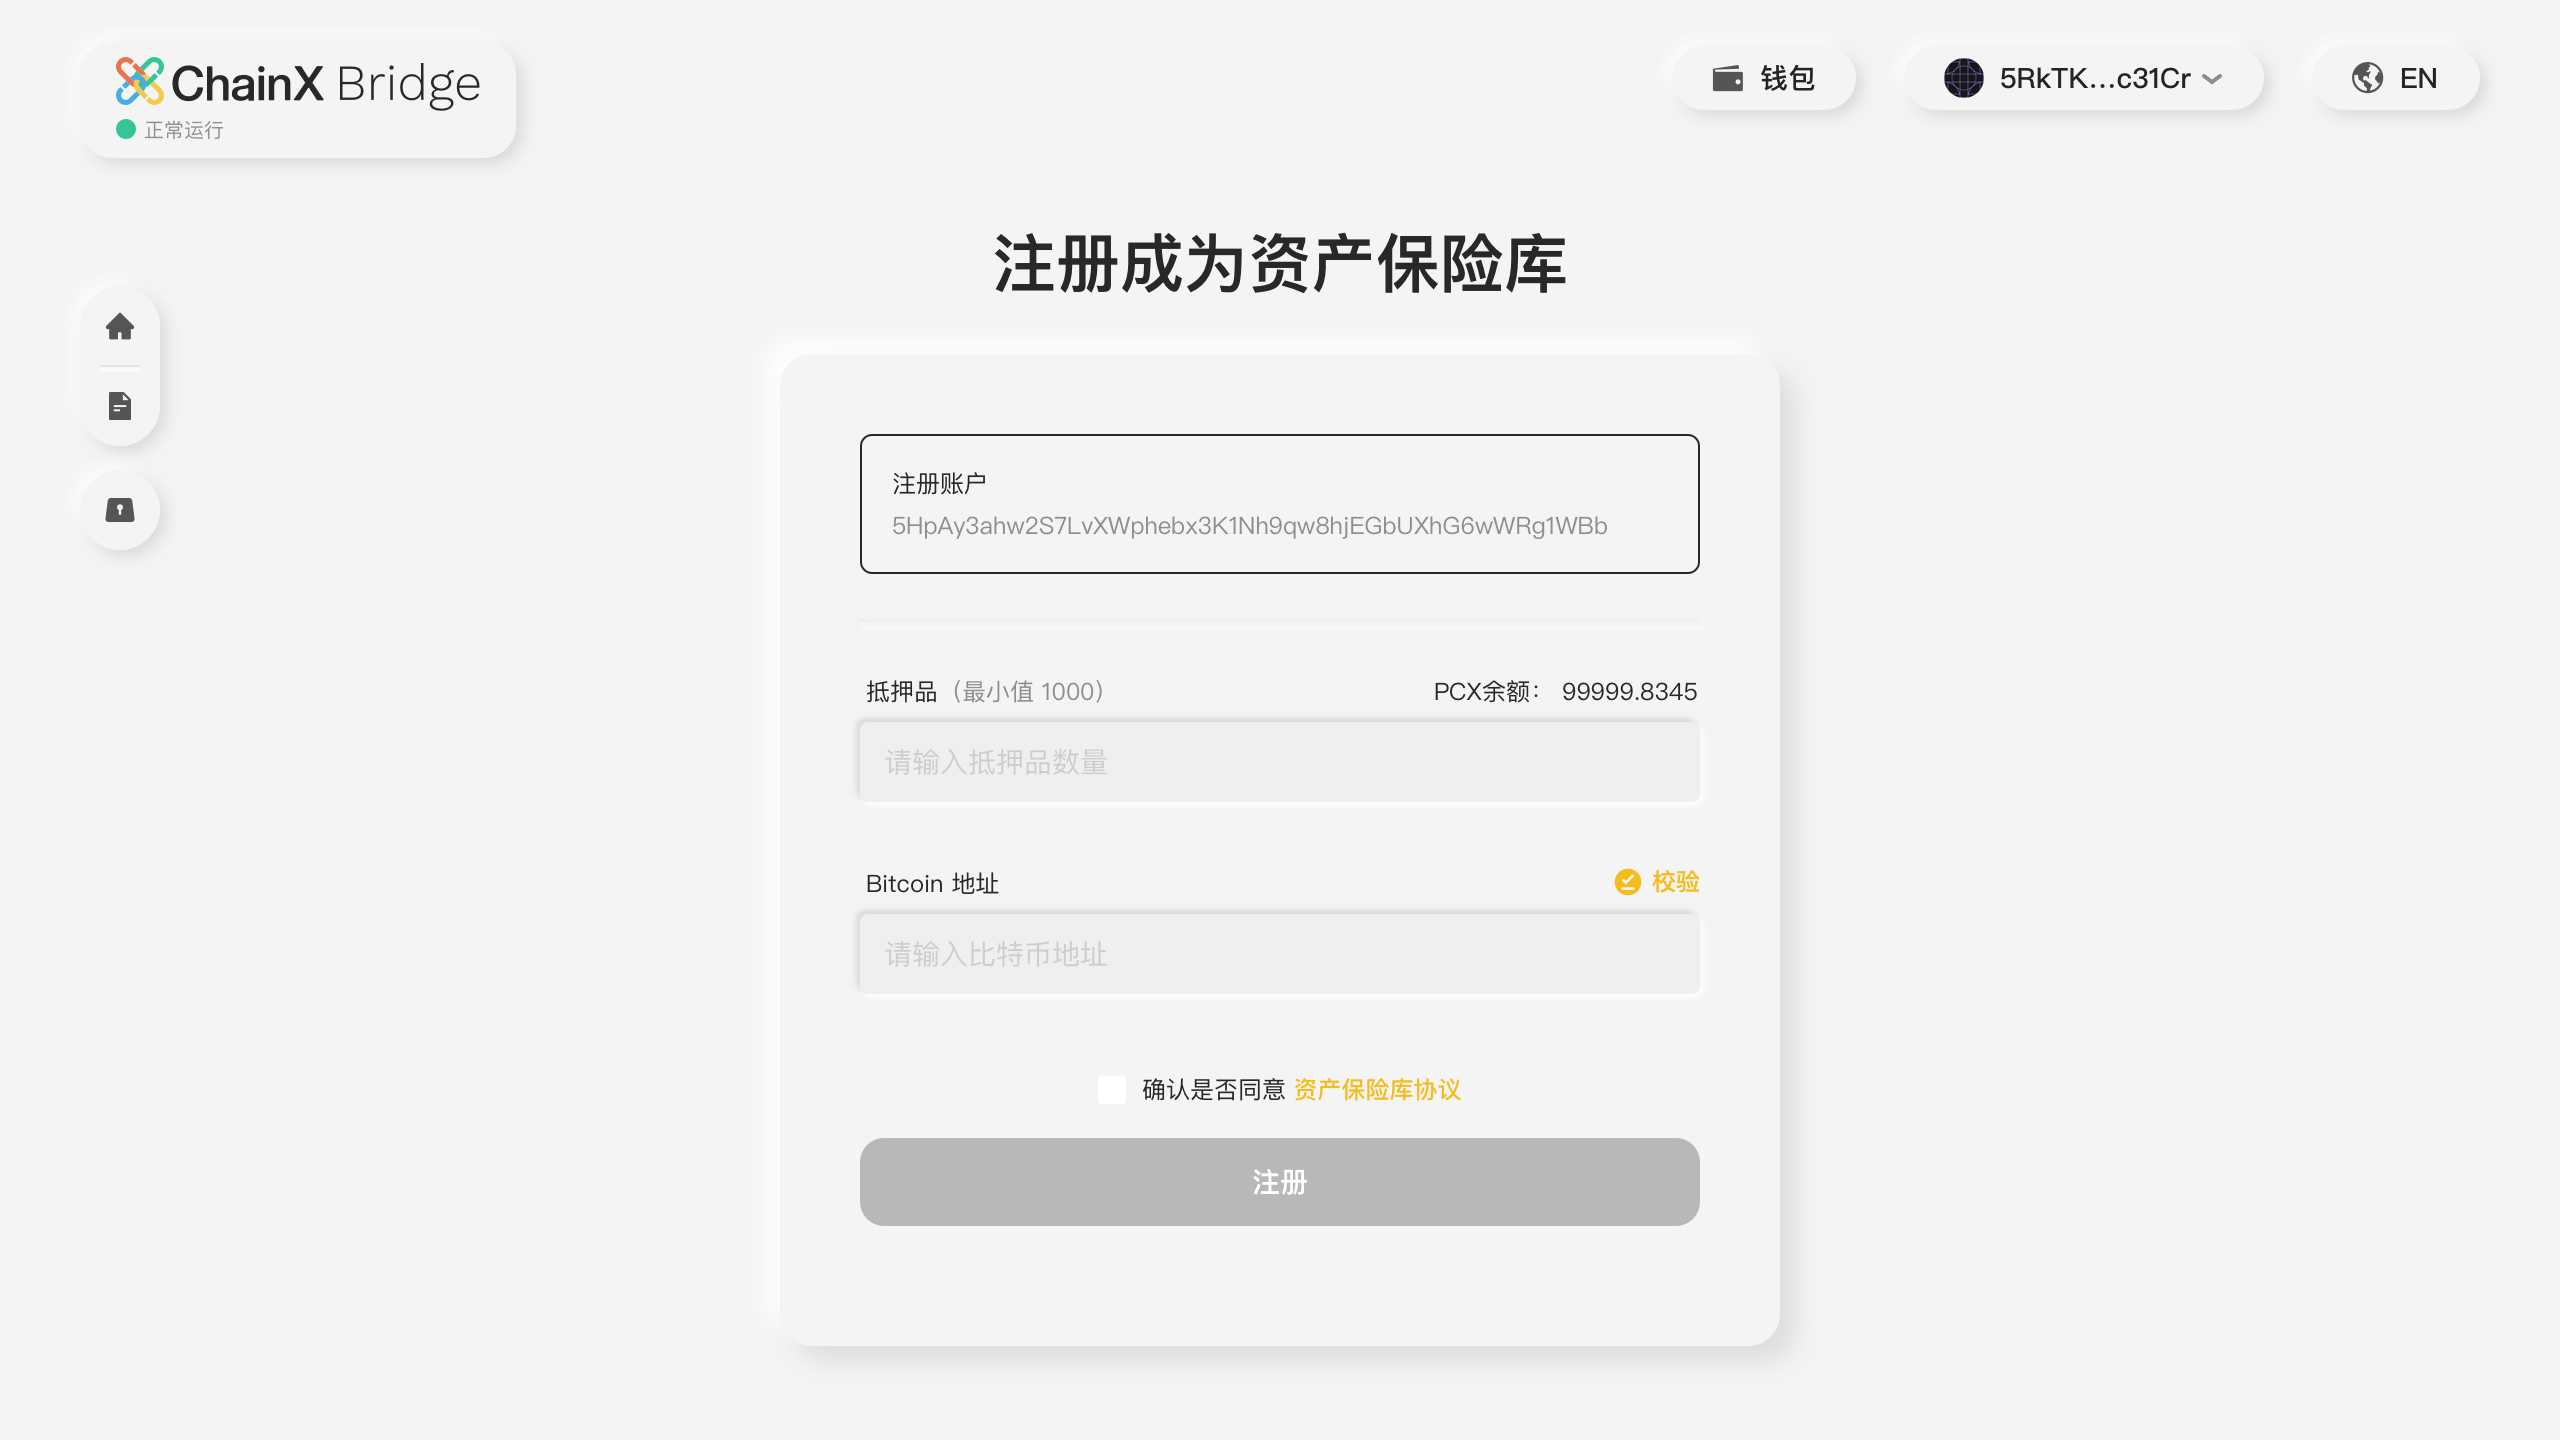 ChainX Bridge
正常运行
钱包
5RkTK...c31Cr
EN
注册成为资产保险库
注册账户
5HpAy3ahw2S7LvXWphebx3K1Nh9qw8hjEGbUXhG6wWRg1WBb
抵押品（最小值 1000） PCX余额： 99999.8345
请输入抵押品数量
Bitcoin 地址 校验
请输入比特币地址
确认是否同意 资产保险库协议
注册